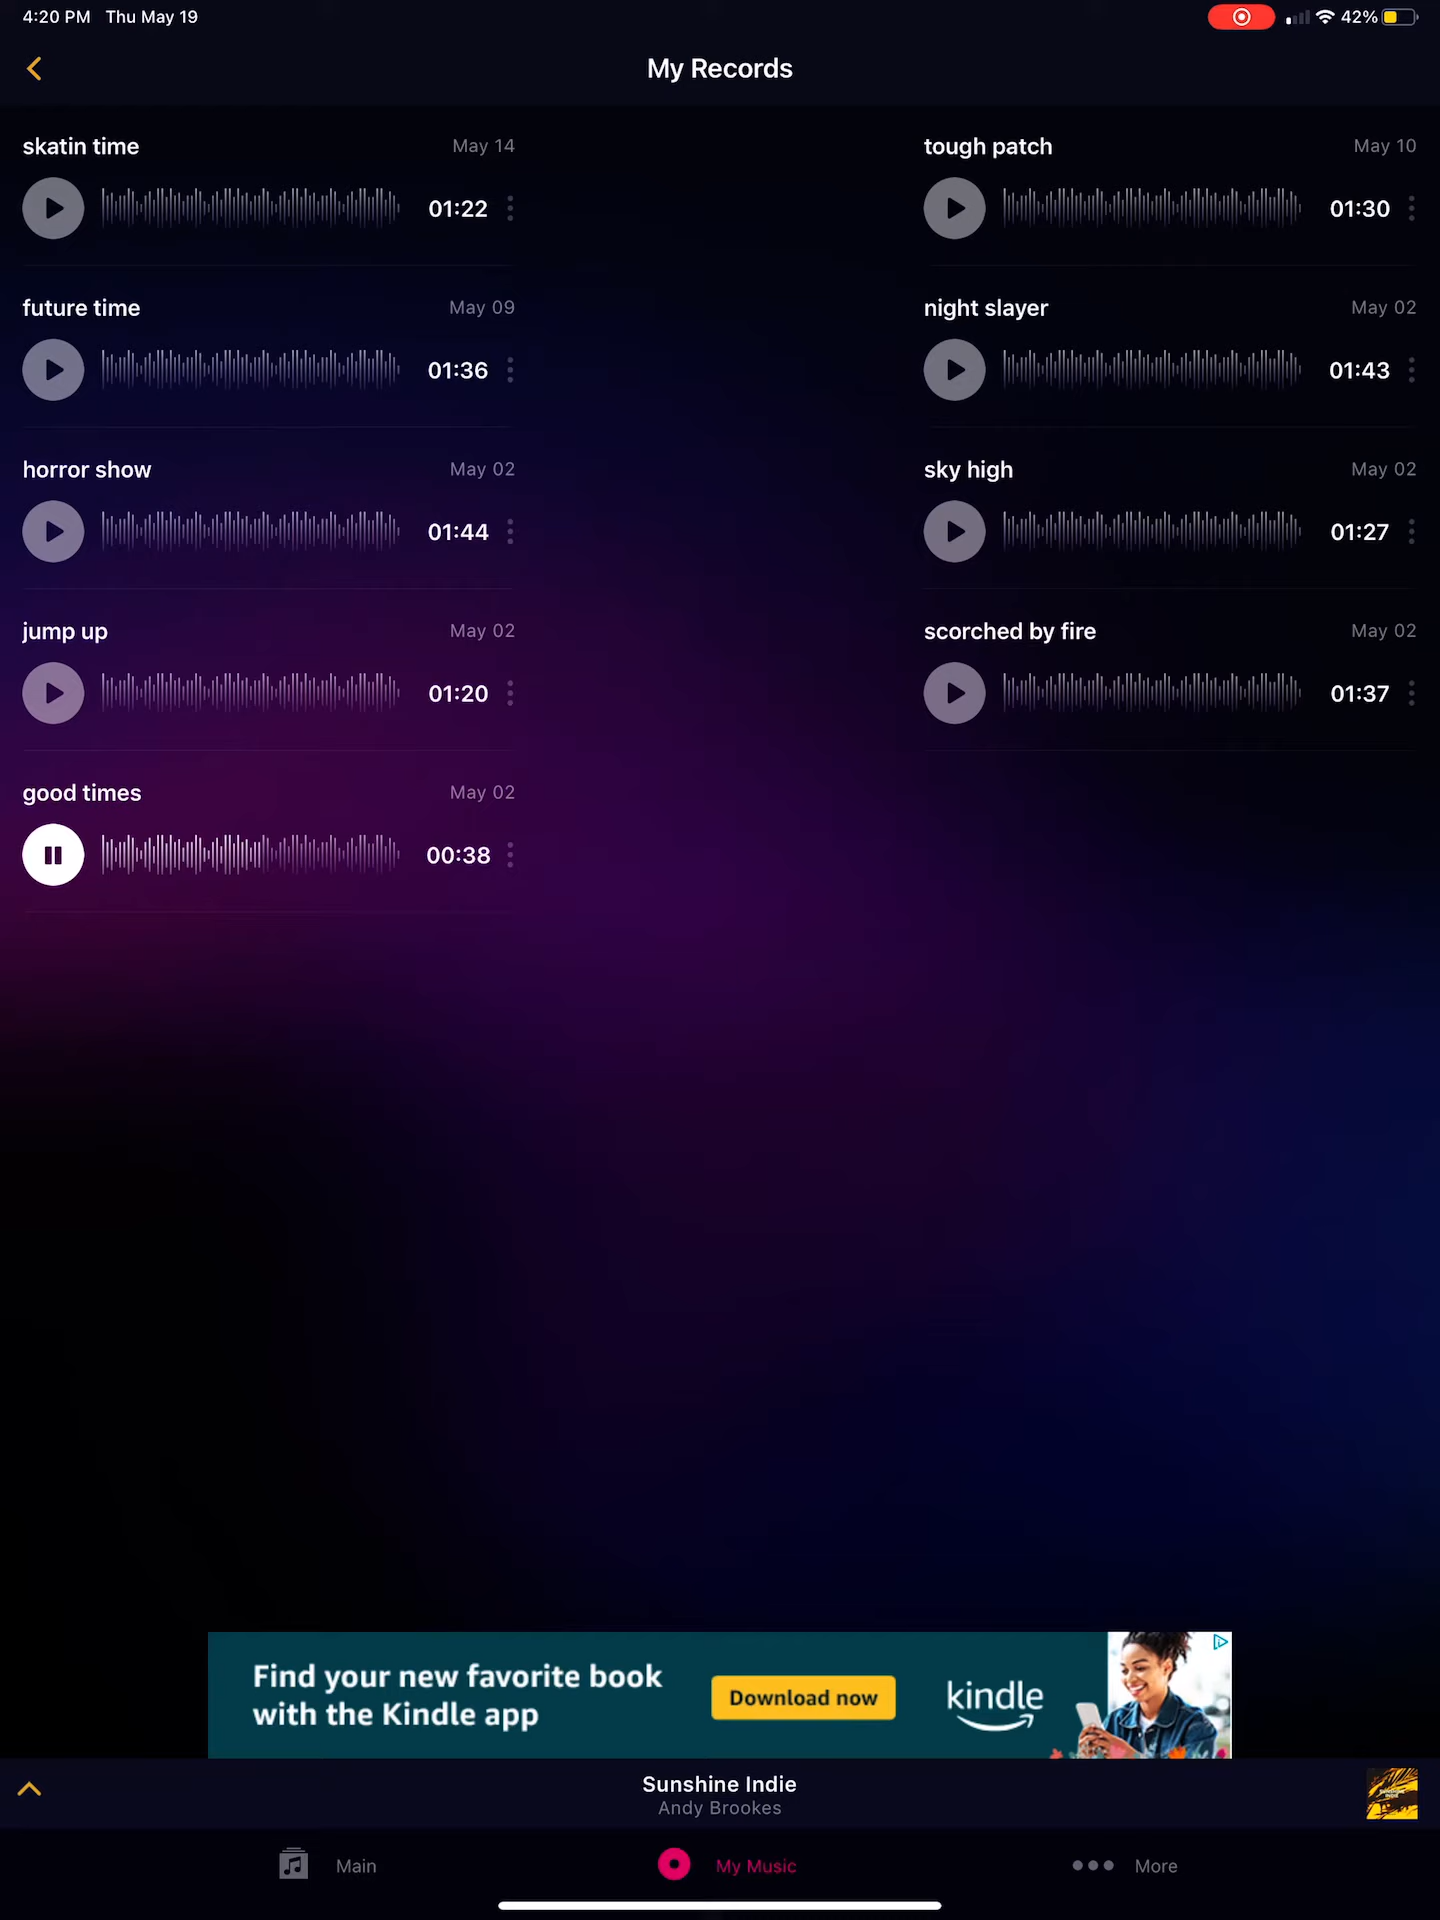 4:20 PM Thu May 19
42%
My Records
skatin time May 14
01:22
tough patch May 10
01:30
future time May 09
01:36
night slayer May 02
01:43
horror show May 02
01:44
sky high May 02
01:27
jump up May 02
01:20
scorched by fire May 02
01:37
good times May 02
00:38
Find your new favorite book
with the Kindle app
Download now
kindle
Sunshine Indie
Andy Brookes
Main
My Music
More